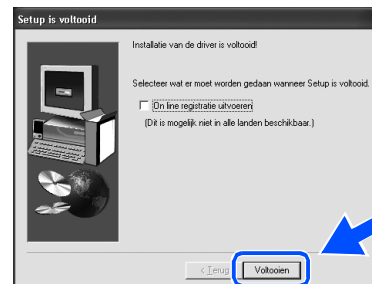 Setup is voltooid
Installatie van de driver is voltooid!
Selecteer wat er moet worden gedaan wanneer Setup is voltooid.
On line registratie uitvoeren
(Dit is mogelijk niet in alle landen beschikbaar.)
< Terug
Voltooien